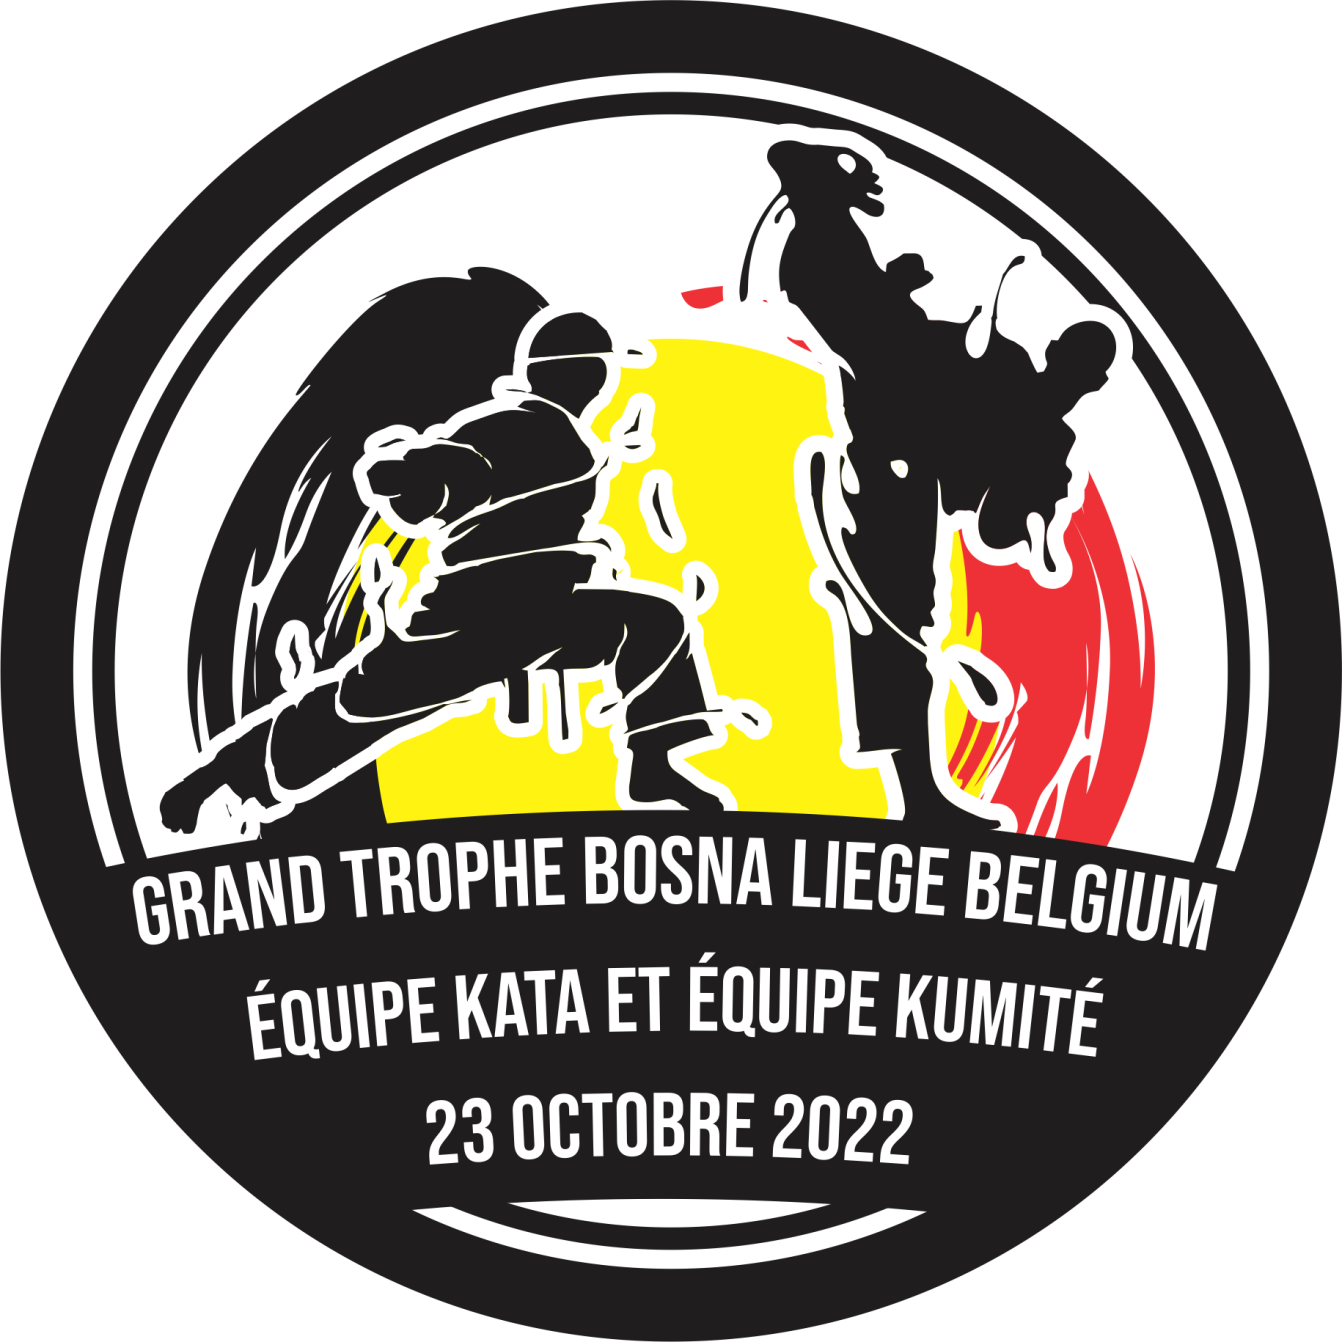 GRAND TROPHE BOSNA LIEGE BELGIUM
ÉQUIPE KATA ET ÉQUIPE KUMITÉ
23 OCTOBRE 2022